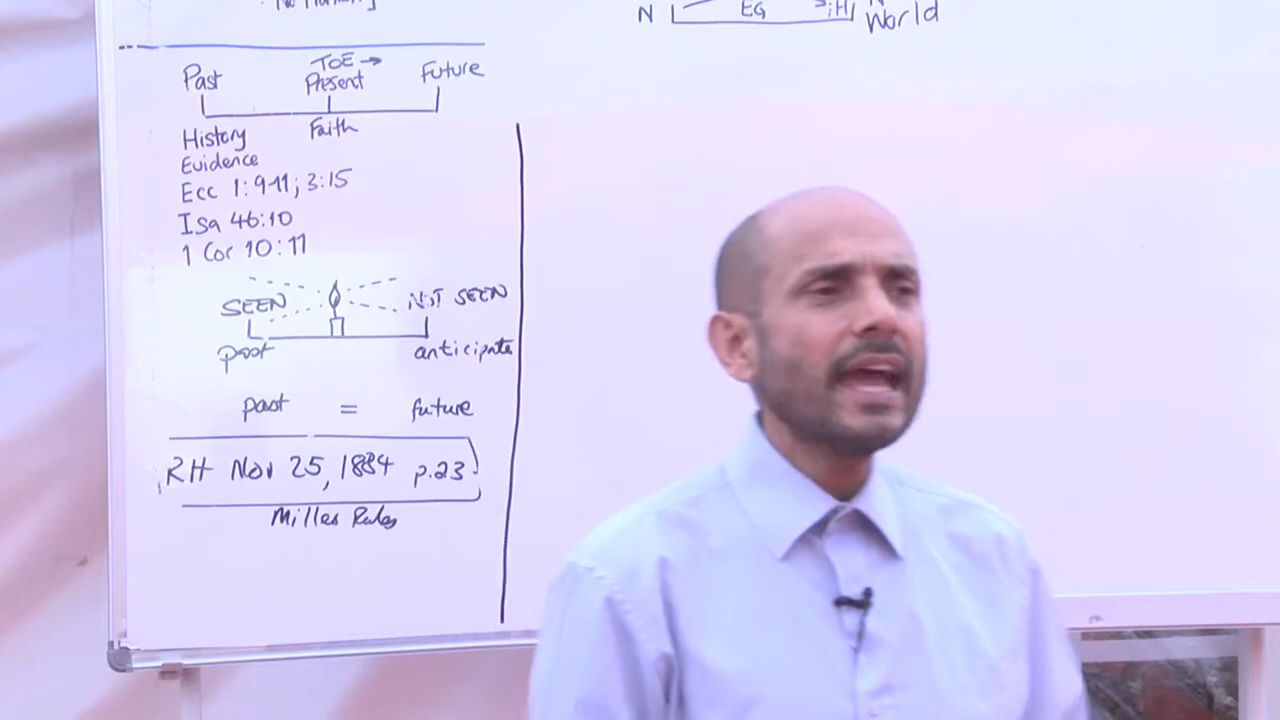 N EG World
TOE →
Past Present Future
Faith
History
Evidence
Ecc 1:9-11; 3:15
Isa 46:10
1 Cor 10:11
SEEN NOT SEEN
past anticipate
past = future
RH Nov 25, 1884 p.23
Miller Rules